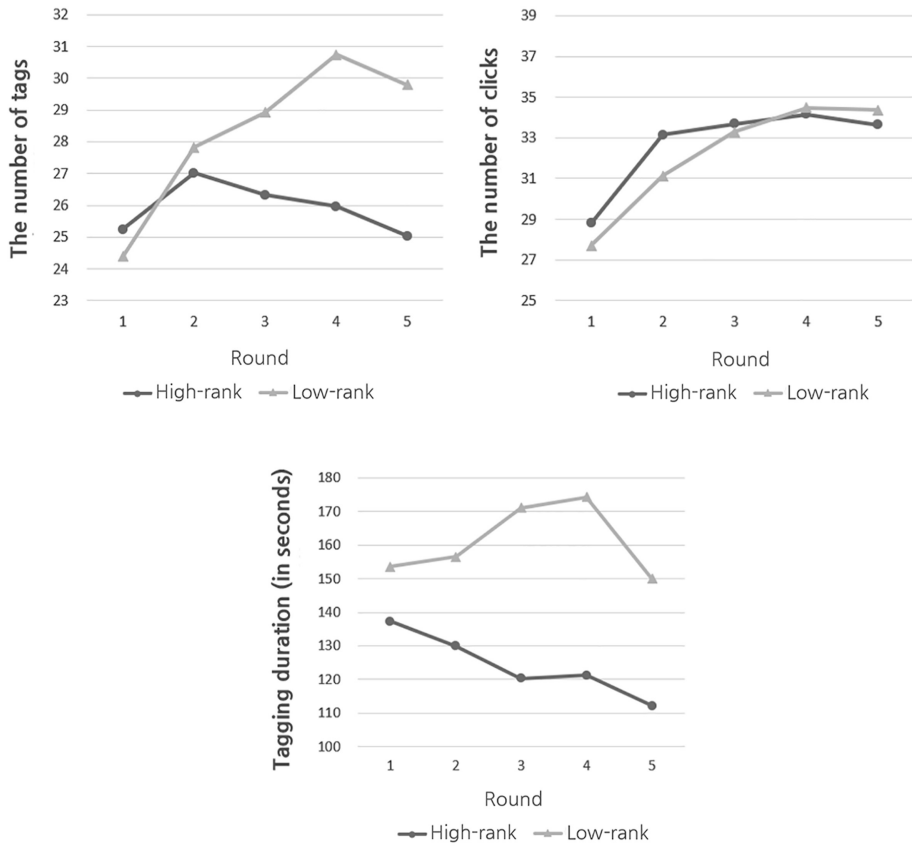 The number of tags
32
31
30
29
28
27
26
25
24
23
1 2 3 4 5
Round
High-rank Low-rank
The number of clicks
39
37
35
33
31
29
27
25
1 2 3 4 5
Round
High-rank Low-rank
Tagging duration (in seconds)
180
170
160
150
140
130
120
110
100
1 2 3 4 5
Round
High-rank Low-rank